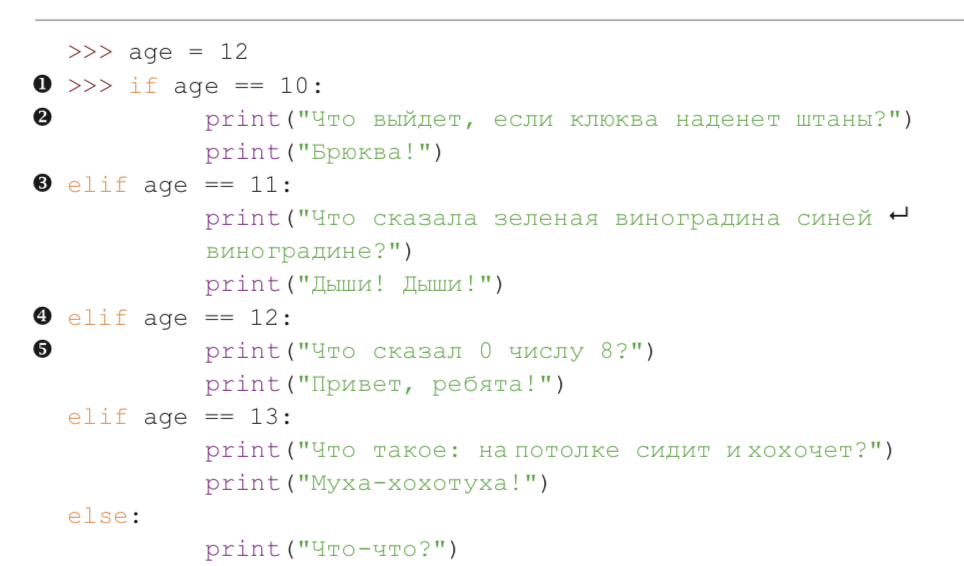 >>> age = 12
❶ >>> if age == 10:
❷ print("Что выйдет, если клюква наденет штаны?")
print("Брюква!")
❸ elif age == 11:
print("Что сказала зеленая виноградина синей ↵
виноградине?")
print("Дыши! Дыши!")
❹ elif age == 12:
❺ print("Что сказал 0 числу 8?")
print("Привет, ребята!")
elif age == 13:
print("Что такое: на потолке сидит и хохочет?")
print("Муха-хохотуха!")
else:
print("Что-что?")